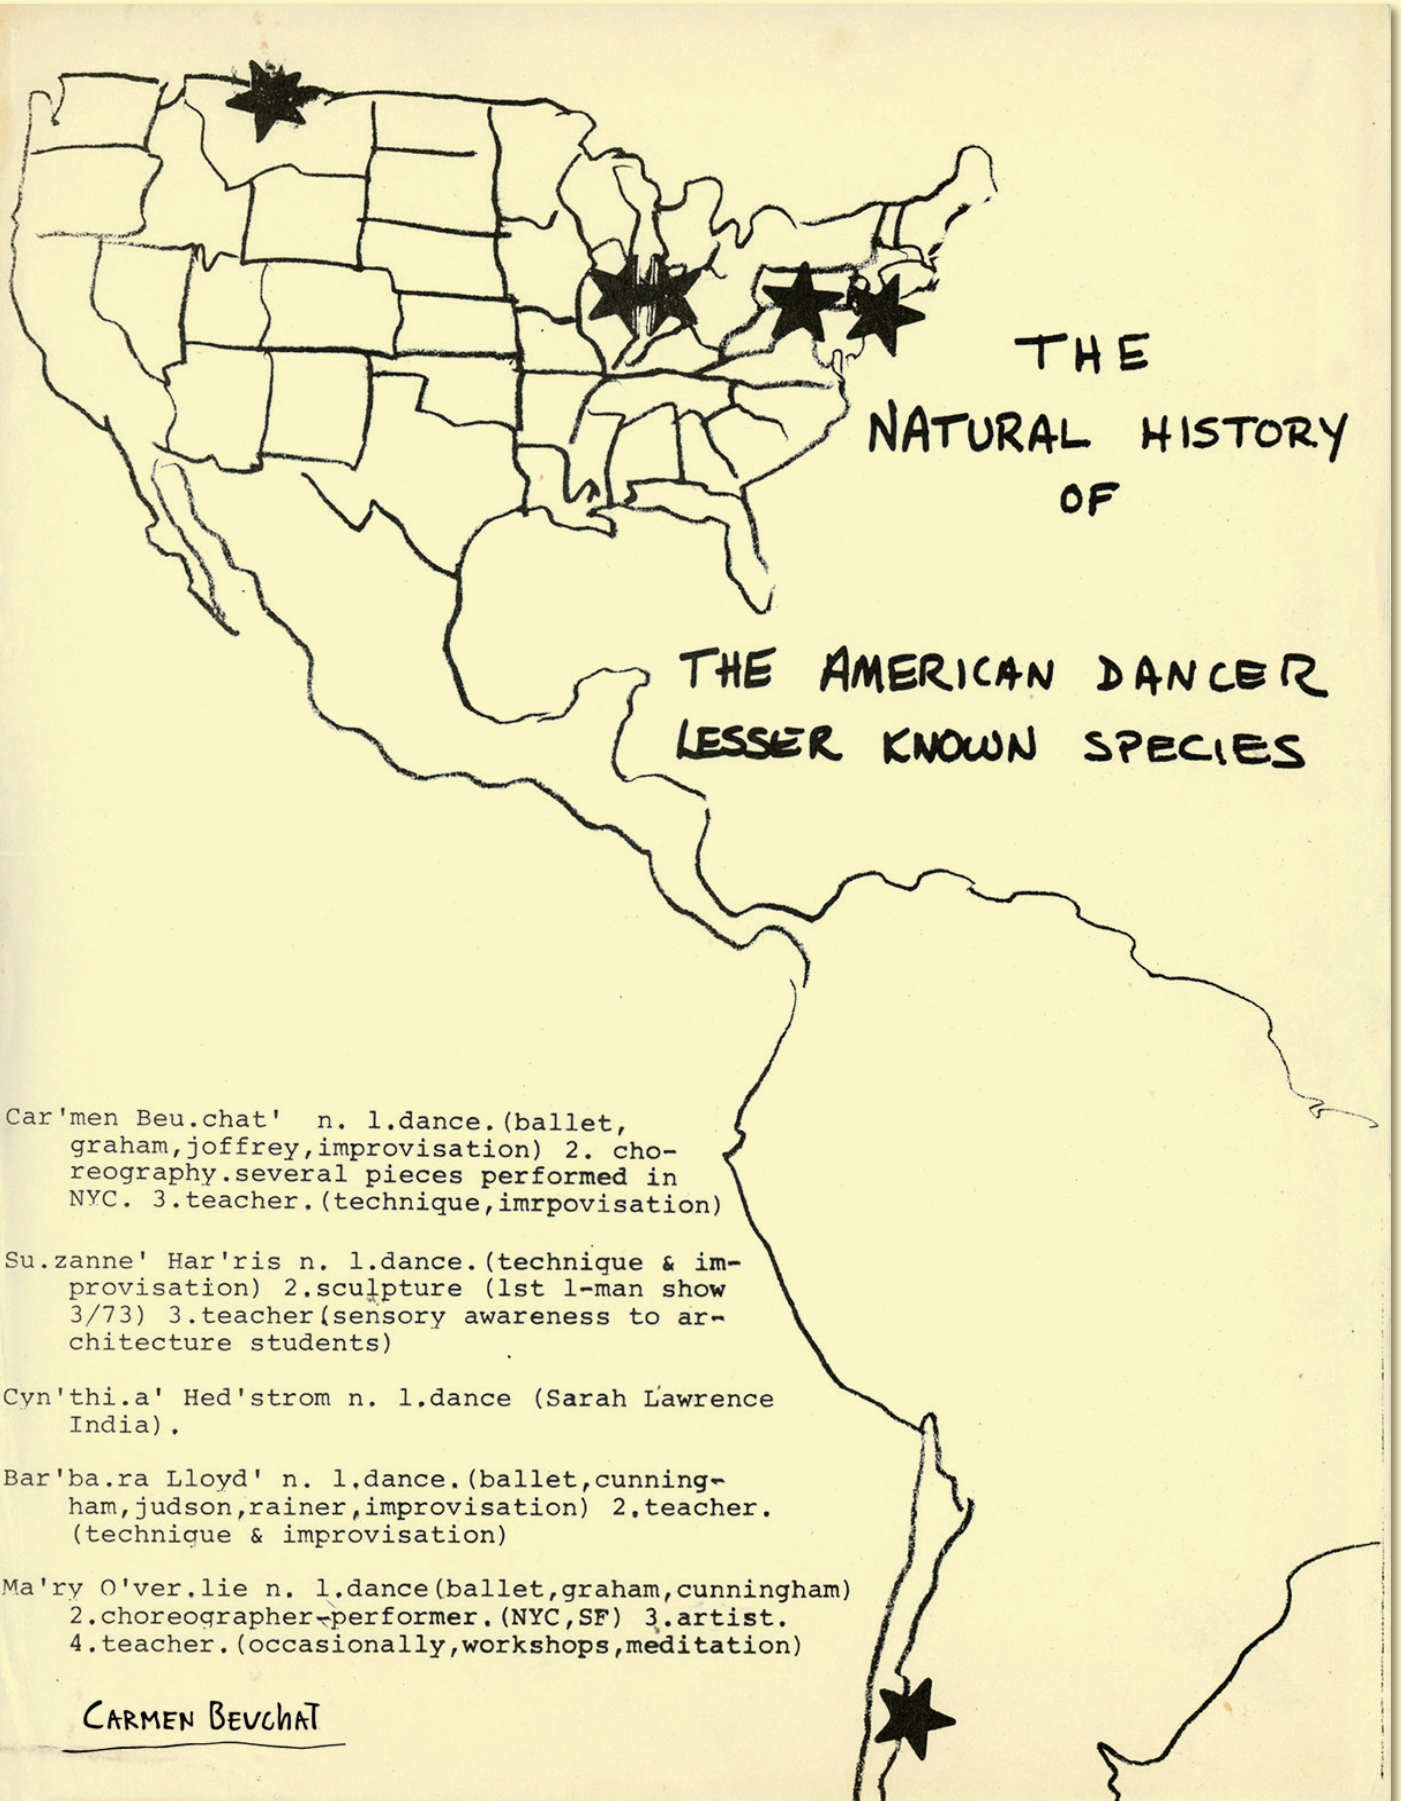 THE
NATURAL HISTORY
OF
THE AMERICAN DANCER
LESSER KNOWN SPECIES
Car'men Beu.chat' n. 1.dance.(ballet,
graham,joffrey,improvisation) 2. cho-
reography.several pieces performed in
NYC. 3.teacher.(technique,imrpovisation)
Su.zanne' Har'ris n. 1.dance.(technique & im-
provisation) 2.sculpture (1st 1-man show
3/73) 3.teacher(sensory awareness to ar-
chitecture students)
Cyn'thi.a' Hed'strom n. 1.dance (Sarah Lawrence
India).
Bar'ba.ra Lloyd' n. 1.dance.(ballet,cunning-
ham,judson,rainer,improvisation) 2.teacher.
(technique & improvisation)
Ma'ry O'ver.lie n. 1.dance(ballet,graham,cunningham)
2.choreographer-performer.(NYC,SF) 3.artist.
4.teacher.(occasionally,workshops,meditation)
CARMEN BEUCHAT